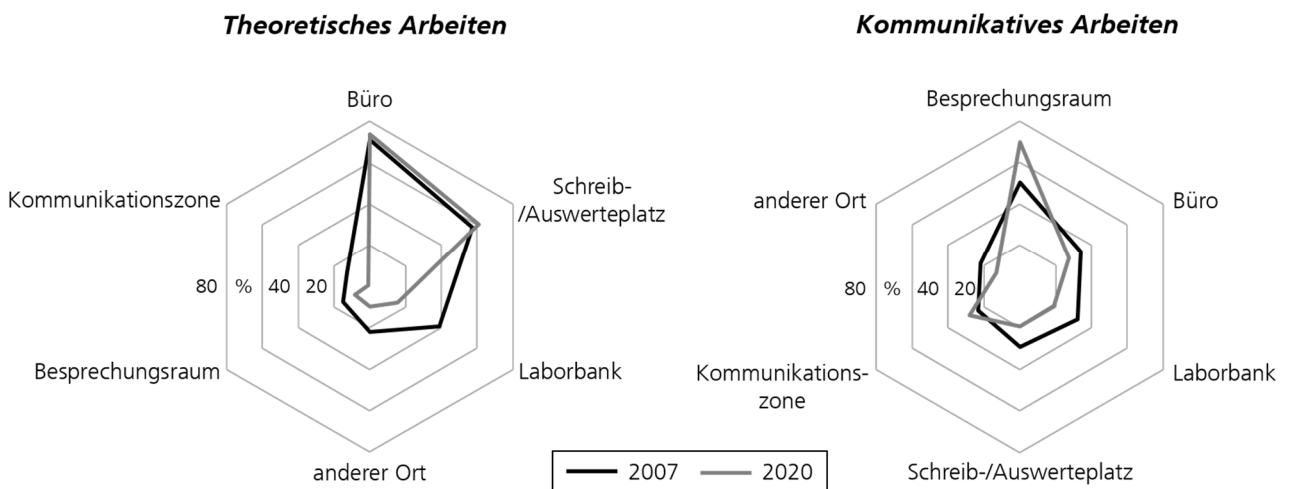 Theoretisches Arbeiten
Büro
Kommunikationszone
Schreib-
/Auswerteplatz
80 % 40 20
Besprechungsraum
Laborbank
anderer Ort
Kommunikatives Arbeiten
Besprechungsraum
anderer Ort
Büro
80 % 40 20
Kommunikations-
zone
Laborbank
Schreib-/Auswerteplatz
2007 2020